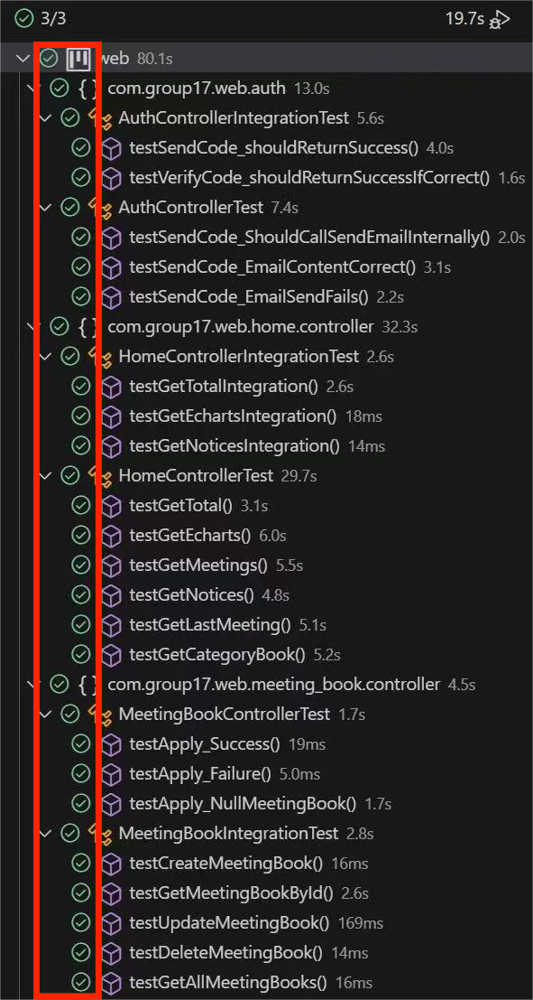 3/3 19.7s
web 80.1s
{ } com.group17.web.auth 13.0s
AuthControllerIntegrationTest 5.6s
testSendCode_shouldReturnSuccess() 4.0s
testVerifyCode_shouldReturnSuccessIfCorrect() 1.6s
AuthControllerTest 7.4s
testSendCode_ShouldCallSendEmailInternally() 2.0s
testSendCode_EmailContentCorrect() 3.1s
testSendCode_EmailSendFails() 2.2s
{ } com.group17.web.home.controller 32.3s
HomeControllerIntegrationTest 2.6s
testGetTotalIntegration() 2.6s
testGetEchartsIntegration() 18ms
testGetNoticesIntegration() 14ms
HomeControllerTest 29.7s
testGetTotal() 3.1s
testGetEcharts() 6.0s
testGetMeetings() 5.5s
testGetNotices() 4.8s
testGetLastMeeting() 5.1s
testGetCategoryBook() 5.2s
{ } com.group17.web.meeting_book.controller 4.5s
MeetingBookControllerTest 1.7s
testApply_Success() 19ms
testApply_Failure() 5.0ms
testApply_NullMeetingBook() 1.7s
MeetingBookIntegrationTest 2.8s
testCreateMeetingBook() 16ms
testGetMeetingBookById() 2.6s
testUpdateMeetingBook() 169ms
testDeleteMeetingBook() 14ms
testGetAllMeetingBooks() 16ms